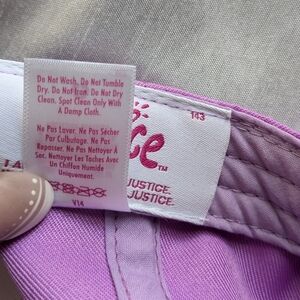 Do Not Wash. Do Not Tumble
Dry. Do Not Iron. Do Not Dry
Clean. Spot Clean Only With
A Damp Cloth.
Ne Pas Laver. Ne Pas Sécher
Par Culbutage. Ne Pas
Repasser. Ne Pas Nettoyer À
Sec. Nettoyer Les Taches Avec
Un Chiffon Humide
Uniquement.
V14
143
ce™
JUSTICE.
JUSTICE.